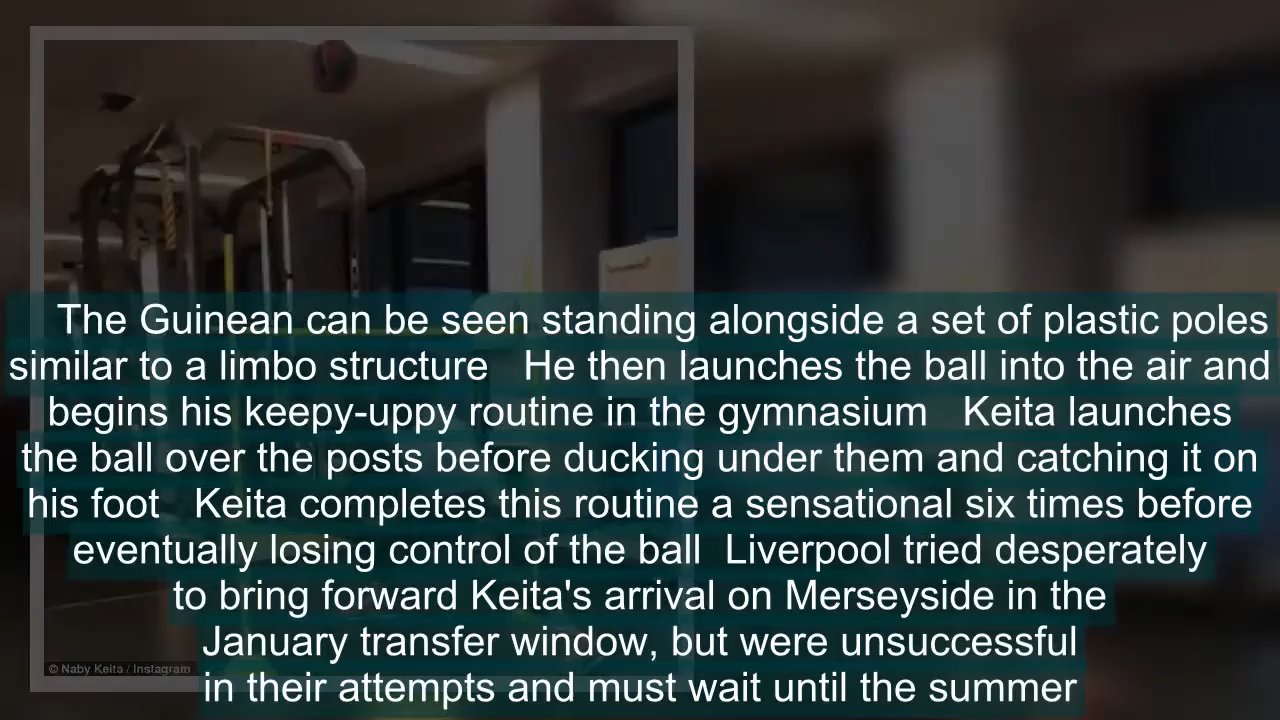 The Guinean can be seen standing alongside a set of plastic poles
similar to a limbo structure   He then launches the ball into the air and
begins his keepy-uppy routine in the gymnasium   Keita launches
the ball over the posts before ducking under them and catching it on
his foot   Keita completes this routine a sensational six times before
eventually losing control of the ball  Liverpool tried desperately
to bring forward Keita's arrival on Merseyside in the
January transfer window, but were unsuccessful
© Naby Keita / Instagram
in their attempts and must wait until the summer